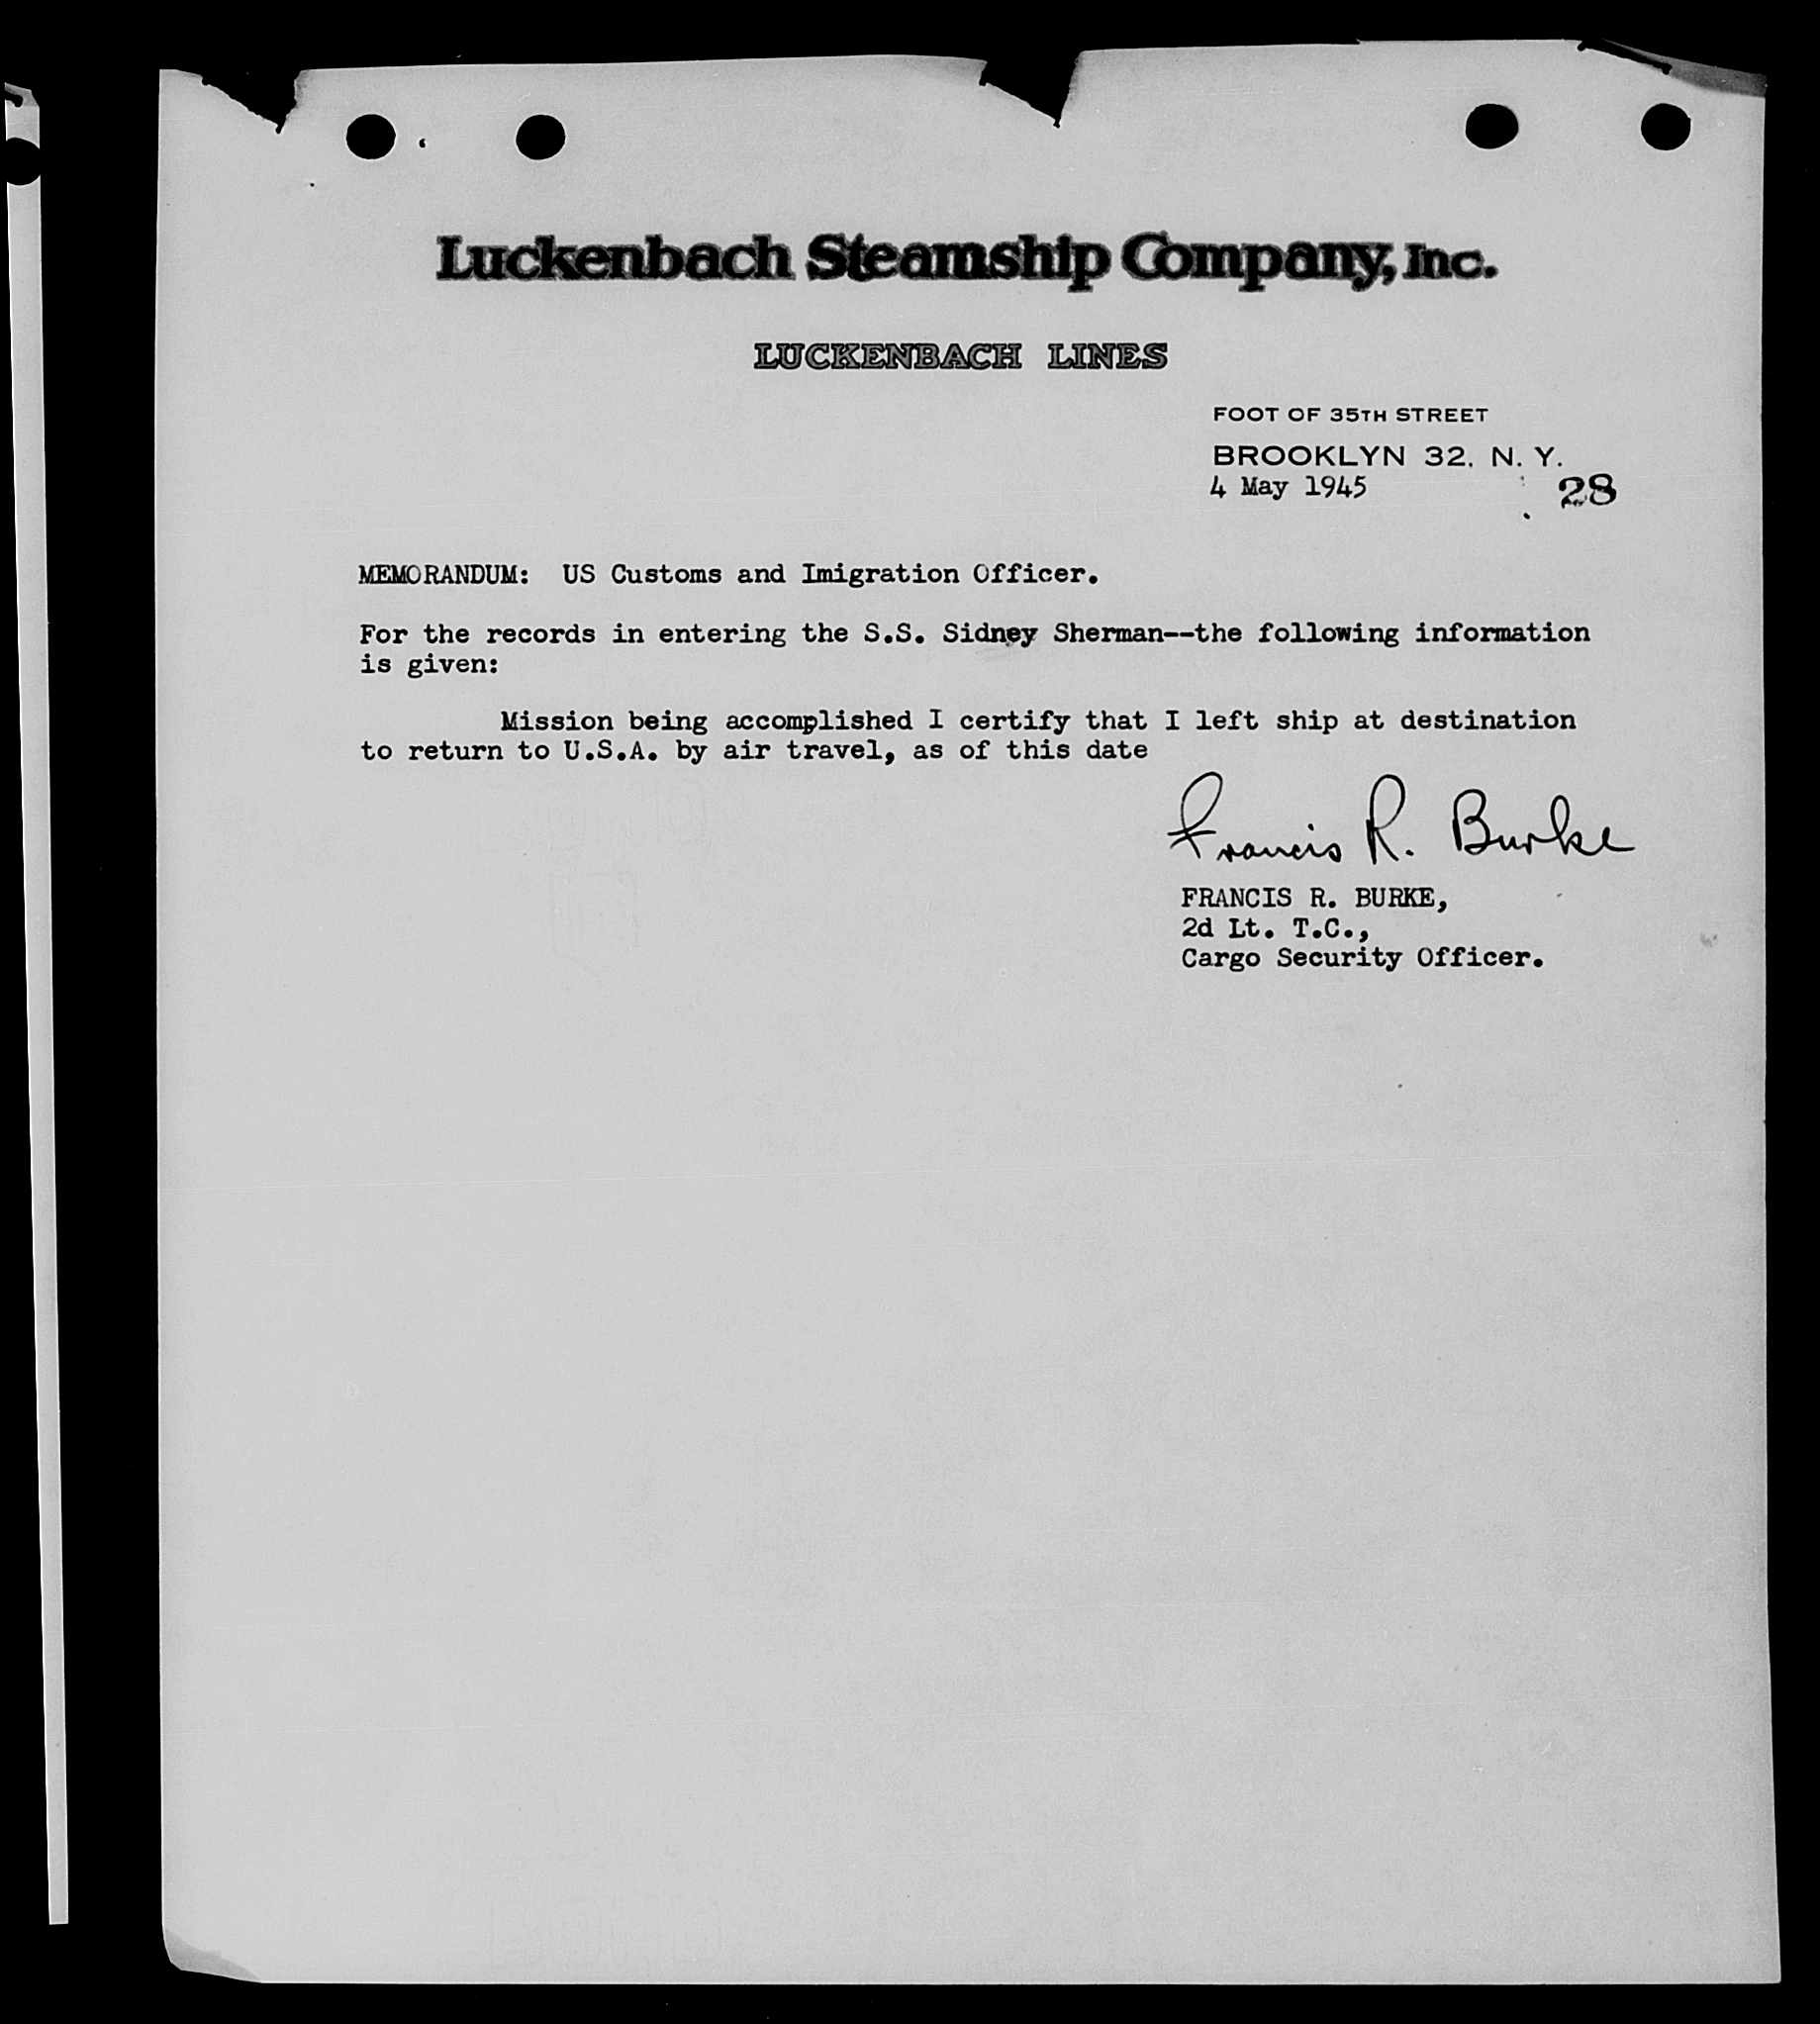 Luckenbach Steamship Company, Inc.
LUCKENBACH LINES
FOOT OF 35TH STREET
BROOKLYN 32, N. Y.
4 May 1945
28
MEMORANDUM: US Customs and Imigration Officer.
For the records in entering the S.S. Sidney Sherman--the following information
is given:
Mission being accomplished I certify that I left ship at destination
to return to U.S.A. by air travel, as of this date
Francis R. Burke
FRANCIS R. BURKE,
2d Lt. T.C.,
Cargo Security Officer.